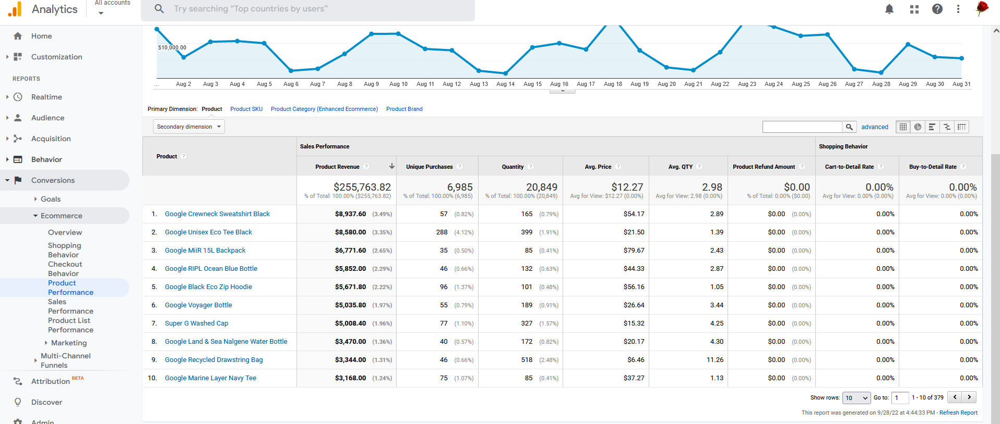 Analytics
All accounts
Try searching “Top countries by users”
Home
Customization
REPORTS
Realtime
Audience
Acquisition
Behavior
Conversions
Goals
Ecommerce
Overview
Shopping
Behavior
Checkout
Behavior
Product
Performance
Sales
Performance
Product List
Performance
Marketing
Multi-Channel
Funnels
Attribution BETA
Discover
Admin
$10,000.00
... Aug 2 Aug 3 Aug 4 Aug 5 Aug 6 Aug 7 Aug 8 Aug 9 Aug 10 Aug 11 Aug 12 Aug 13 Aug 14 Aug 15 Aug 16 Aug 17 Aug 18 Aug 19 Aug 20 Aug 21 Aug 22 Aug 23 Aug 24 Aug 25 Aug 26 Aug 27 Aug 28 Aug 29 Aug 30 Aug 31
Primary Dimension: Product Product SKU Product Category (Enhanced Ecommerce) Product Brand
Secondary dimension advanced
Product ? Sales Performance Shopping Behavior
Product Revenue ? Unique Purchases ? Quantity ? Avg. Price ? Avg. QTY ? Product Refund Amount ? Cart-to-Detail Rate ? Buy-to-Detail Rate ?
$255,763.82 6,985 20,849 $12.27 2.98 $0.00 0.00% 0.00%
% of Total: 100.00% ($255,763.82) % of Total: 100.00% (6,985) % of Total: 100.00% (20,849) Avg for View: $12.27 (0.00%) Avg for View: 2.98 (0.00%) % of Total: 0.00% ($0.00) Avg for View: 0.00% (0.00%) Avg for View: 0.00% (0.00%)
1. Google Crewneck Sweatshirt Black $8,937.60 (3.49%) 57 (0.82%) 165 (0.79%) $54.17 2.89 $0.00 (0.00%) 0.00% 0.00%
2. Google Unisex Eco Tee Black $8,580.00 (3.35%) 288 (4.12%) 399 (1.91%) $21.50 1.39 $0.00 (0.00%) 0.00% 0.00%
3. Google MiiR 15L Backpack $6,771.60 (2.65%) 35 (0.50%) 85 (0.41%) $79.67 2.43 $0.00 (0.00%) 0.00% 0.00%
4. Google RIPL Ocean Blue Bottle $5,852.00 (2.29%) 46 (0.66%) 132 (0.63%) $44.33 2.87 $0.00 (0.00%) 0.00% 0.00%
5. Google Black Eco Zip Hoodie $5,671.80 (2.22%) 96 (1.37%) 101 (0.48%) $56.16 1.05 $0.00 (0.00%) 0.00% 0.00%
6. Google Voyager Bottle $5,035.80 (1.97%) 55 (0.79%) 189 (0.91%) $26.64 3.44 $0.00 (0.00%) 0.00% 0.00%
7. Super G Washed Cap $5,008.40 (1.96%) 77 (1.10%) 327 (1.57%) $15.32 4.25 $0.00 (0.00%) 0.00% 0.00%
8. Google Land & Sea Nalgene Water Bottle $3,470.00 (1.36%) 40 (0.57%) 172 (0.82%) $20.17 4.30 $0.00 (0.00%) 0.00% 0.00%
9. Google Recycled Drawstring Bag $3,344.00 (1.31%) 46 (0.66%) 518 (2.48%) $6.46 11.26 $0.00 (0.00%) 0.00% 0.00%
10. Google Marine Layer Navy Tee $3,168.00 (1.24%) 75 (1.07%) 85 (0.41%) $37.27 1.13 $0.00 (0.00%) 0.00% 0.00%
Show rows: 10 Go to: 1 1 - 10 of 379
This report was generated on 9/28/22 at 4:44:33 PM - Refresh Report